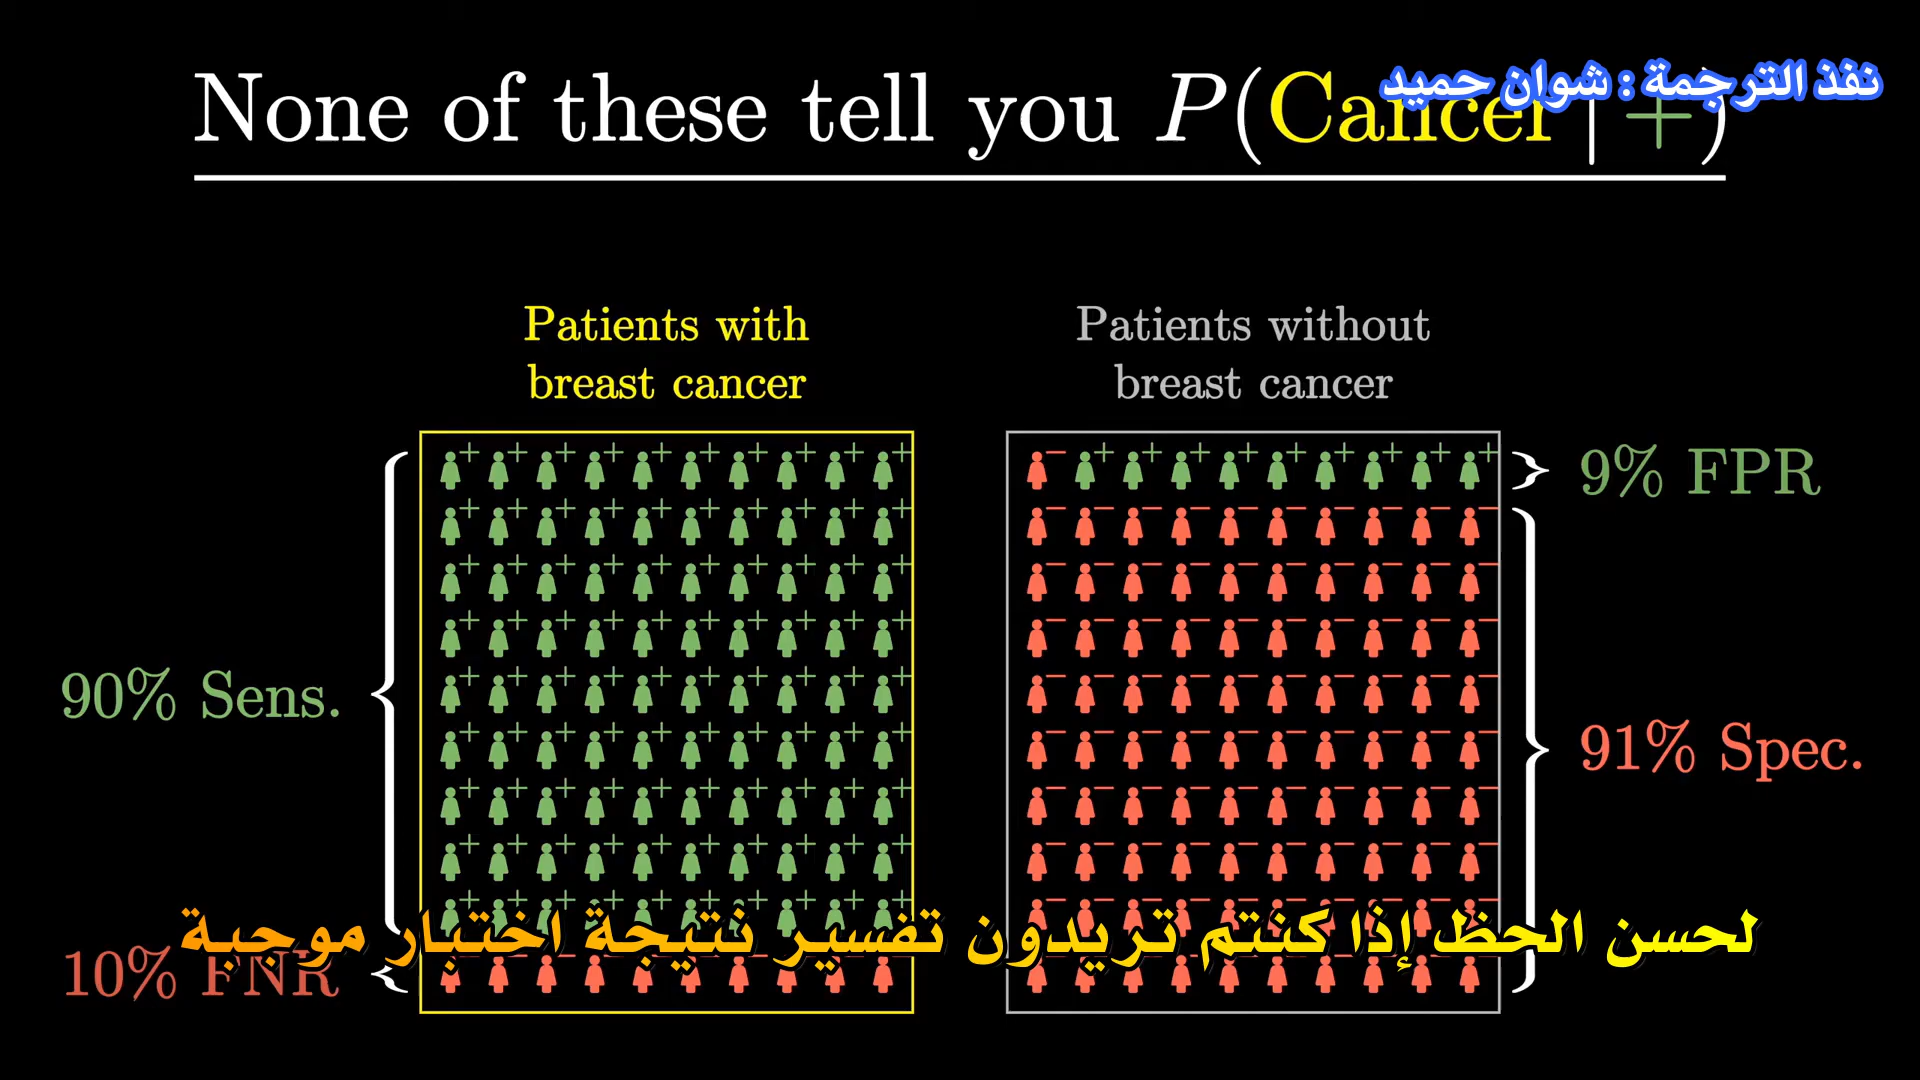 None of these tell you P(Cancer | +)
نفذ الترجمة : شوان حميد
Patients with
breast cancer
Patients without
breast cancer
9% FPR
90% Sens.
91% Spec.
10% FNR
لحسن الحظ إذا كنتم تريدون تفسير نتيجة اختبار موجبة